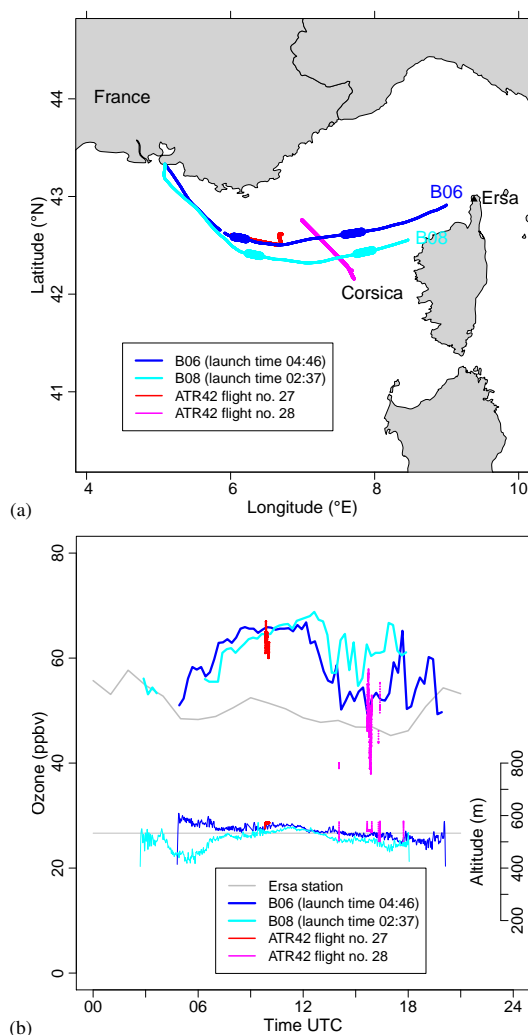 44
43
42
41
Latitude (°N)
France
B06
Ersa
B08
Corsica
B06 (launch time 04:46)
B08 (launch time 02:37)
ATR42 flight no. 27
ATR42 flight no. 28
4
6
8
10
(a)
Longitude (°E)
80
60
40
20
0
Ozone (ppbv)
800
600
400
200
Altitude (m)
Ersa station
B06 (launch time 04:46)
B08 (launch time 02:37)
ATR42 flight no. 27
ATR42 flight no. 28
00
06
12
18
24
(b)
Time UTC